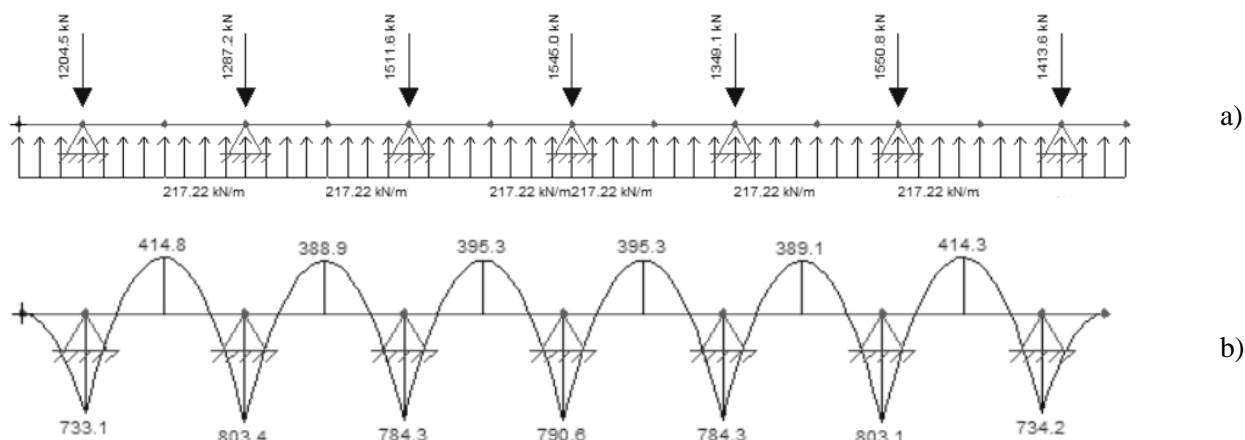 1204.5 kN
1287.2 kN
1511.6 kN
1545.0 kN
1349.1 kN
1550.8 kN
1413.6 kN
a)
217.22 kN/m 217.22 kN/m 217.22 kN/m217.22 kN/m 217.22 kN/m 217.22 kN/m
414.8 388.9 395.3 395.3 389.1 414.3
b)
733.1 803.4 784.3 790.6 784.3 803.1 734.2